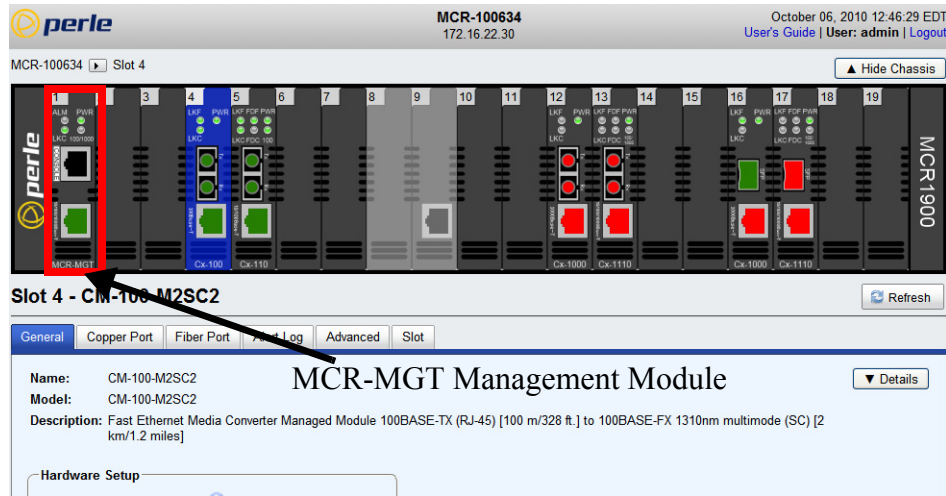 perle
MCR-100634
172.16.22.30
October 06, 2010 12:46:29 EDT
User's Guide | User: admin | Logout
MCR-100634 Slot 4
Hide Chassis
1 3 4 5 6 7 8 9 10 11 12 13 14 15 16 17 18 19
ALM PWR
LKC 100/1000
CONSOLE
MCR-MGT
LKF PWR
LKC
Cx-100
LKF FDF PWR
LKC FDC 100
Cx-110
LKF PWR
LKC
Cx-1000
LKF FDF PWR
LKC FDC
Cx-1110
LKF PWR
LKC
Cx-1000
LKF FDF PWR
LKC FDC
Cx-1110
perle
MCR1900
Slot 4 - CM-100-M2SC2
Refresh
General Copper Port Fiber Port Alert Log Advanced Slot
MCR-MGT Management Module
Name: CM-100-M2SC2
Details
Model: CM-100-M2SC2
Description: Fast Ethernet Media Converter Managed Module 100BASE-TX (RJ-45) [100 m/328 ft.] to 100BASE-FX 1310nm multimode (SC) [2
km/1.2 miles]
Hardware Setup